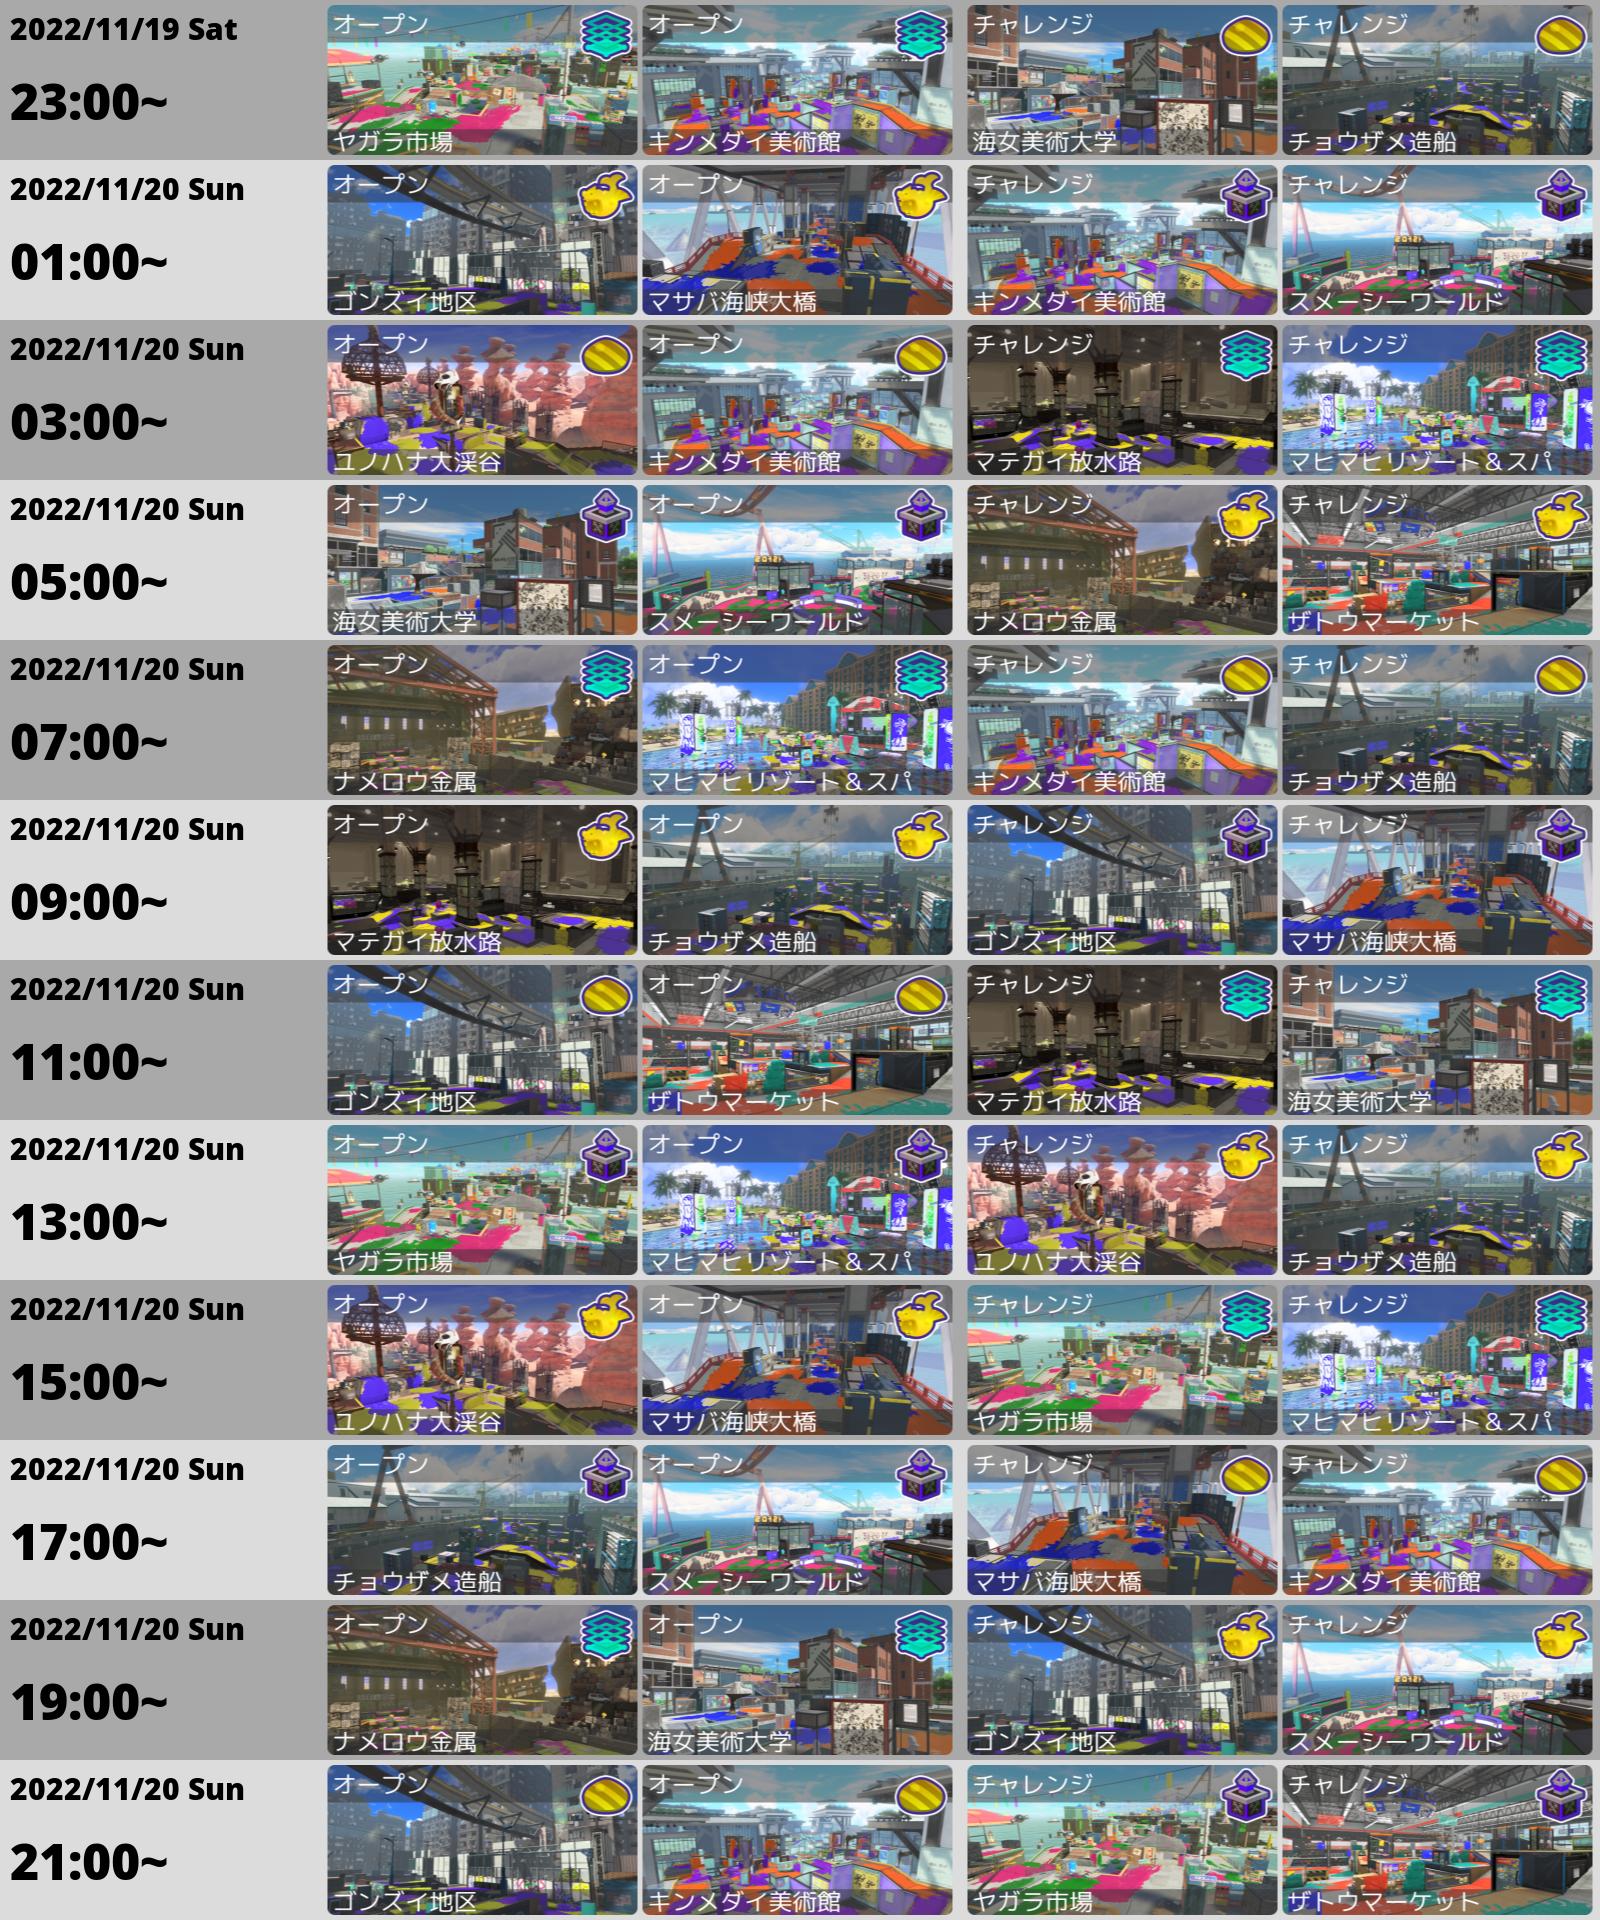 2022/11/19 Sat
23:00~
オープン
ヤガラ市場
オープン
キンメダイ美術館
チャレンジ
海女美術大学
チャレンジ
チョウザメ造船
2022/11/20 Sun
01:00~
オープン
ゴンズイ地区
オープン
マサバ海峡大橋
チャレンジ
キンメダイ美術館
チャレンジ
スメーシーワールド
2022/11/20 Sun
03:00~
オープン
ユノハナ大渓谷
オープン
キンメダイ美術館
チャレンジ
マテガイ放水路
チャレンジ
マヒマヒリゾート＆スパ
2022/11/20 Sun
05:00~
オープン
海女美術大学
オープン
スメーシーワールド
チャレンジ
ナメロウ金属
チャレンジ
ザトウマーケット
2022/11/20 Sun
07:00~
オープン
ナメロウ金属
オープン
マヒマヒリゾート＆スパ
チャレンジ
キンメダイ美術館
チャレンジ
チョウザメ造船
2022/11/20 Sun
09:00~
オープン
マテガイ放水路
オープン
チョウザメ造船
チャレンジ
ゴンズイ地区
チャレンジ
マサバ海峡大橋
2022/11/20 Sun
11:00~
オープン
ゴンズイ地区
オープン
ザトウマーケット
チャレンジ
マテガイ放水路
チャレンジ
海女美術大学
2022/11/20 Sun
13:00~
オープン
ヤガラ市場
オープン
マヒマヒリゾート＆スパ
チャレンジ
ユノハナ大渓谷
チャレンジ
チョウザメ造船
2022/11/20 Sun
15:00~
オープン
ユノハナ大渓谷
オープン
マサバ海峡大橋
チャレンジ
ヤガラ市場
チャレンジ
マヒマヒリゾート＆スパ
2022/11/20 Sun
17:00~
オープン
チョウザメ造船
オープン
スメーシーワールド
チャレンジ
マサバ海峡大橋
チャレンジ
キンメダイ美術館
2022/11/20 Sun
19:00~
オープン
ナメロウ金属
オープン
海女美術大学
チャレンジ
ゴンズイ地区
チャレンジ
スメーシーワールド
2022/11/20 Sun
21:00~
オープン
ゴンズイ地区
オープン
キンメダイ美術館
チャレンジ
ヤガラ市場
チャレンジ
ザトウマーケット